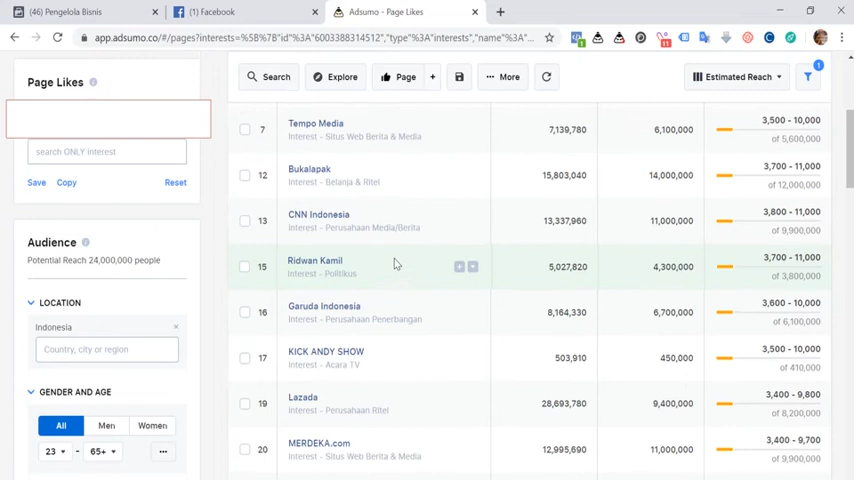 (46) Pengelola Bisnis
(1) Facebook
Adsumo - Page Likes
app.adsumo.co/#/pages?interests=%5B%7B"id"%3A"6003388314512","type"%3A"interests","name"%3A"...
1
11
Page Likes
search ONLY Interest
Save
Copy
Reset
Audience
Potential Reach 24,000,000 people
LOCATION
Indonesia
Country, city or region
GENDER AND AGE
All
Men
Women
23
-
65+
Search
Explore
Page
+
More
Estimated Reach
1
7
Tempo Media
Interest - Situs Web Berita & Media
7,139,780
6,100,000
3,500 - 10,000
of 5,600,000
12
Bukalapak
Interest - Belanja & Ritel
15,803,040
14,000,000
3,700 - 11,000
of 12,000,000
13
CNN Indonesia
Interest - Perusahaan Media/Berita
13,337,960
11,000,000
3,800 - 11,000
of 9,900,000
15
Ridwan Kamil
Interest - Politikus
5,027,820
4,300,000
3,700 - 11,000
of 3,800,000
16
Garuda Indonesia
Interest - Perusahaan Penerbangan
8,164,330
6,700,000
3,600 - 10,000
of 6,100,000
17
KICK ANDY SHOW
Interest - Acara TV
503,910
450,000
3,500 - 10,000
of 410,000
19
Lazada
Interest - Perusahaan Ritel
28,693,780
9,400,000
3,400 - 9,800
of 8,200,000
20
MERDEKA.com
Interest - Situs Web Berita & Media
12,995,690
11,000,000
3,400 - 9,700
of 9,900,000